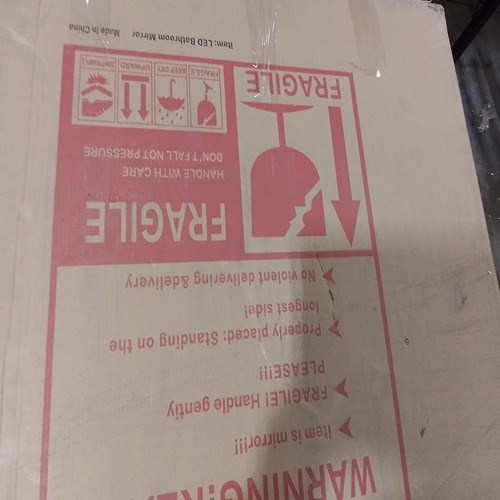 WARNING!
Item is mirror!!!
FRAGILE! Handle gentiy
PLEASE!!!
Properly placed: Standing on the
longest side!
No violent delivering &delivery
FRAGILE
HANDLE WITH CARE
DON'T FALL NOT PRESSURE
FRAGILE
KEEP DRY
UPWARD
DONTTRAMPLE
FRAGILE
Item: LED Bathroom Mirror Made in China